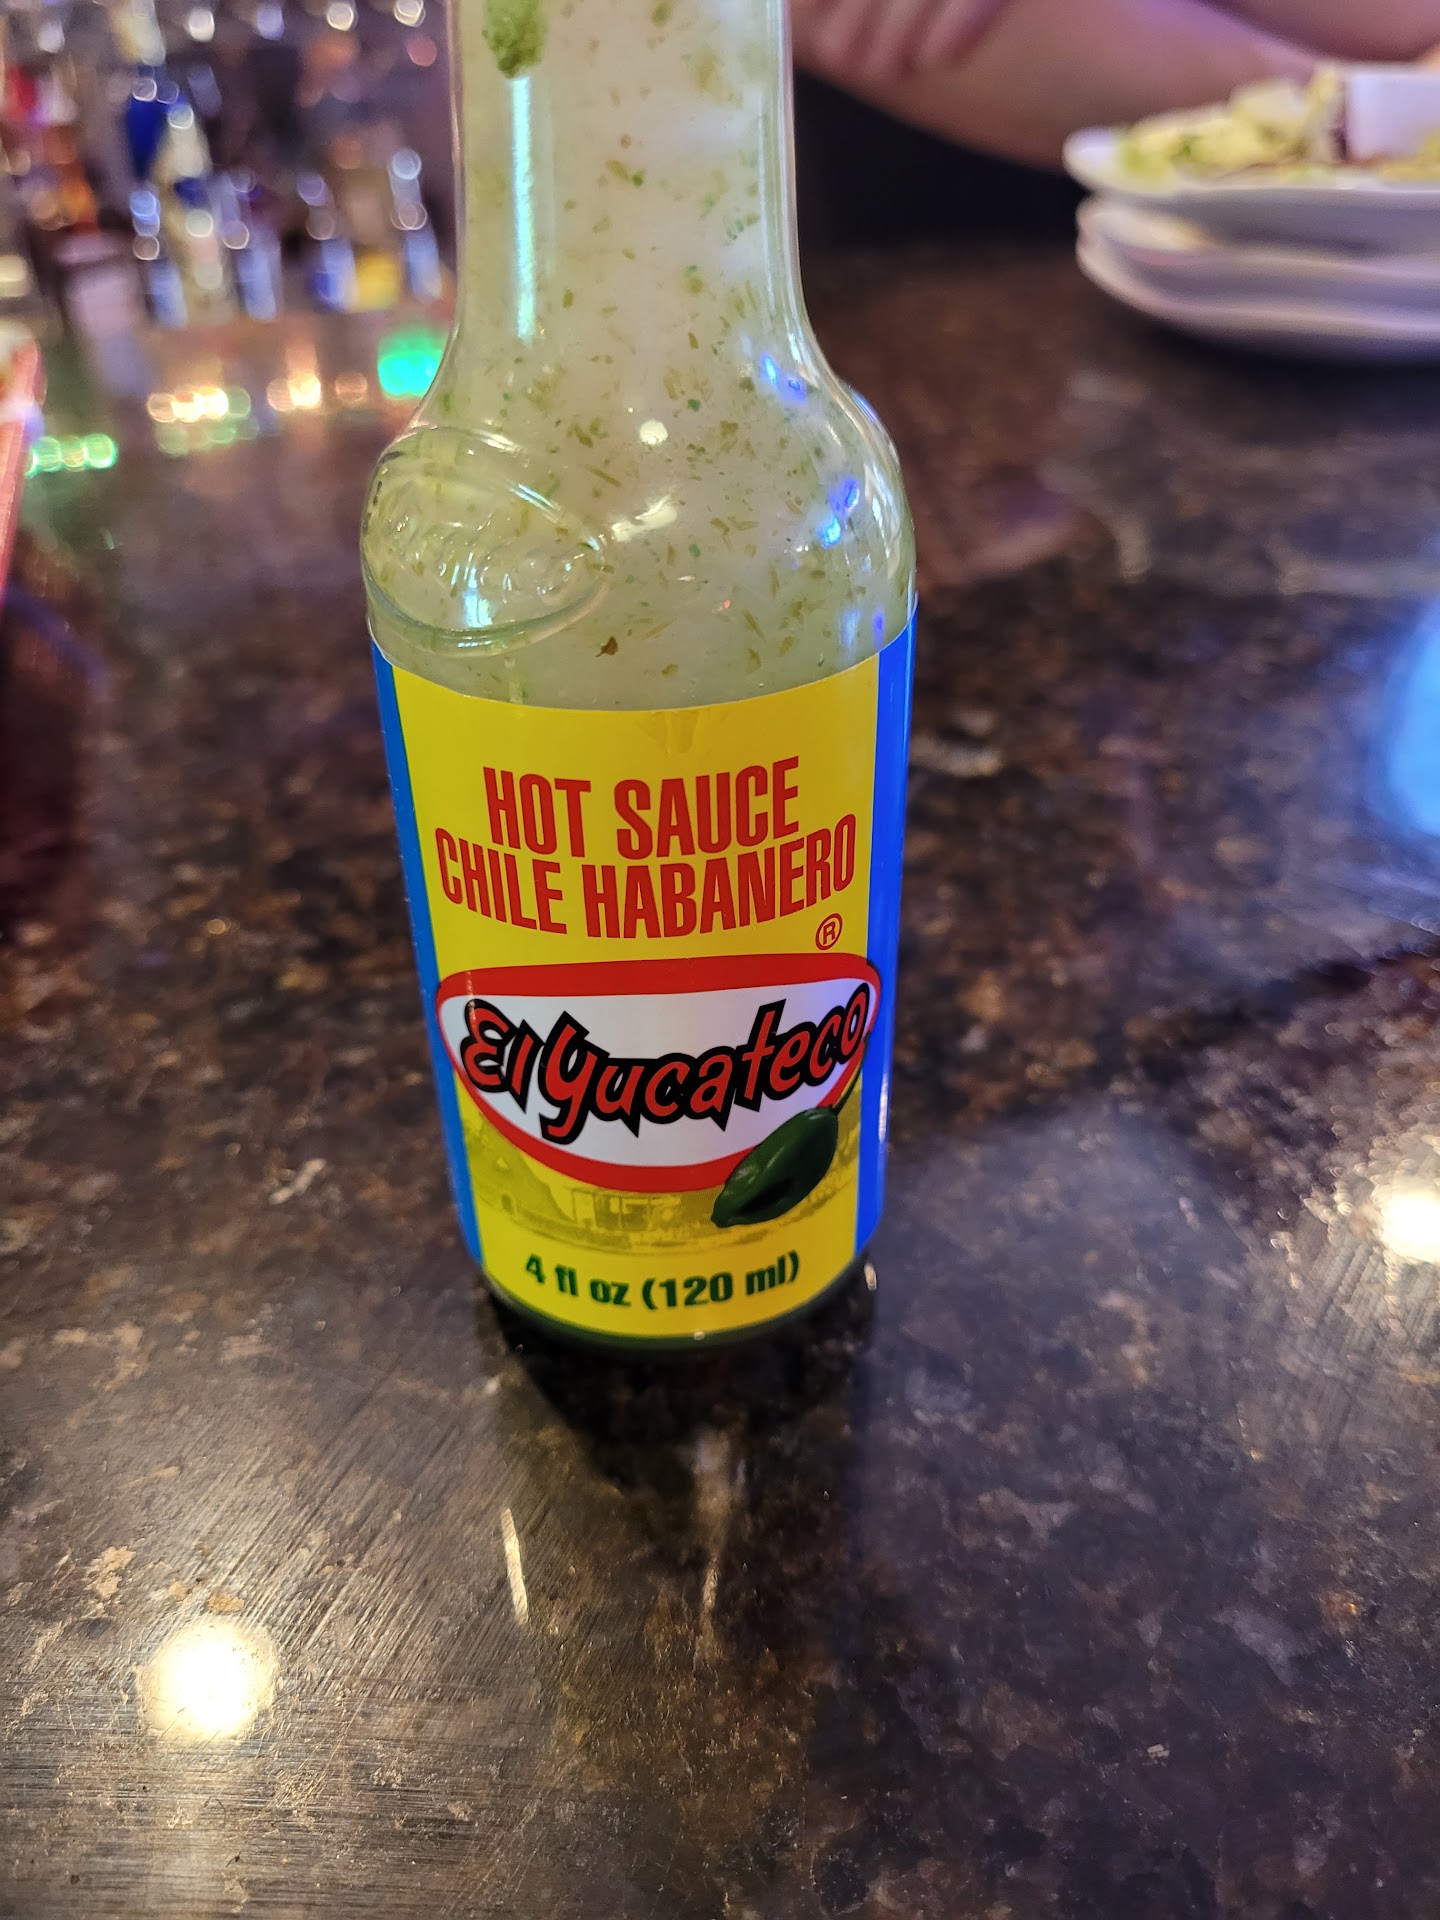 HOT SAUCE
CHILE HABANERO
®
El Yucateco
4 fl oz (120 ml)